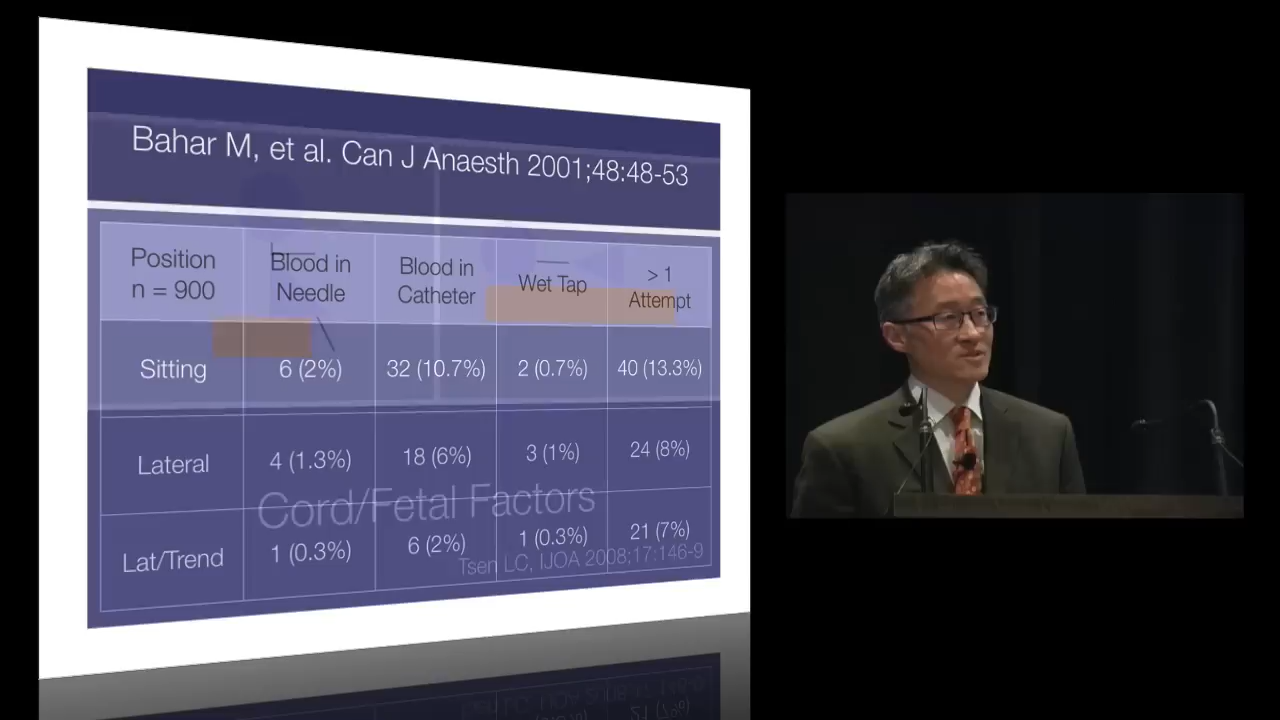 Bahar M, et al. Can J Anaesth 2001;48:48-53
Position n = 900
Blood in Needle
Blood in Catheter
Wet Tap
> 1 Attempt
Sitting
6 (2%)
32 (10.7%)
2 (0.7%)
40 (13.3%)
Lateral
4 (1.3%)
18 (6%)
3 (1%)
24 (8%)
Cord/Fetal Factors
Lat/Trend
1 (0.3%)
6 (2%)
1 (0.3%)
21 (7%)
Tsen LC, IJOA 2008;17:146-9